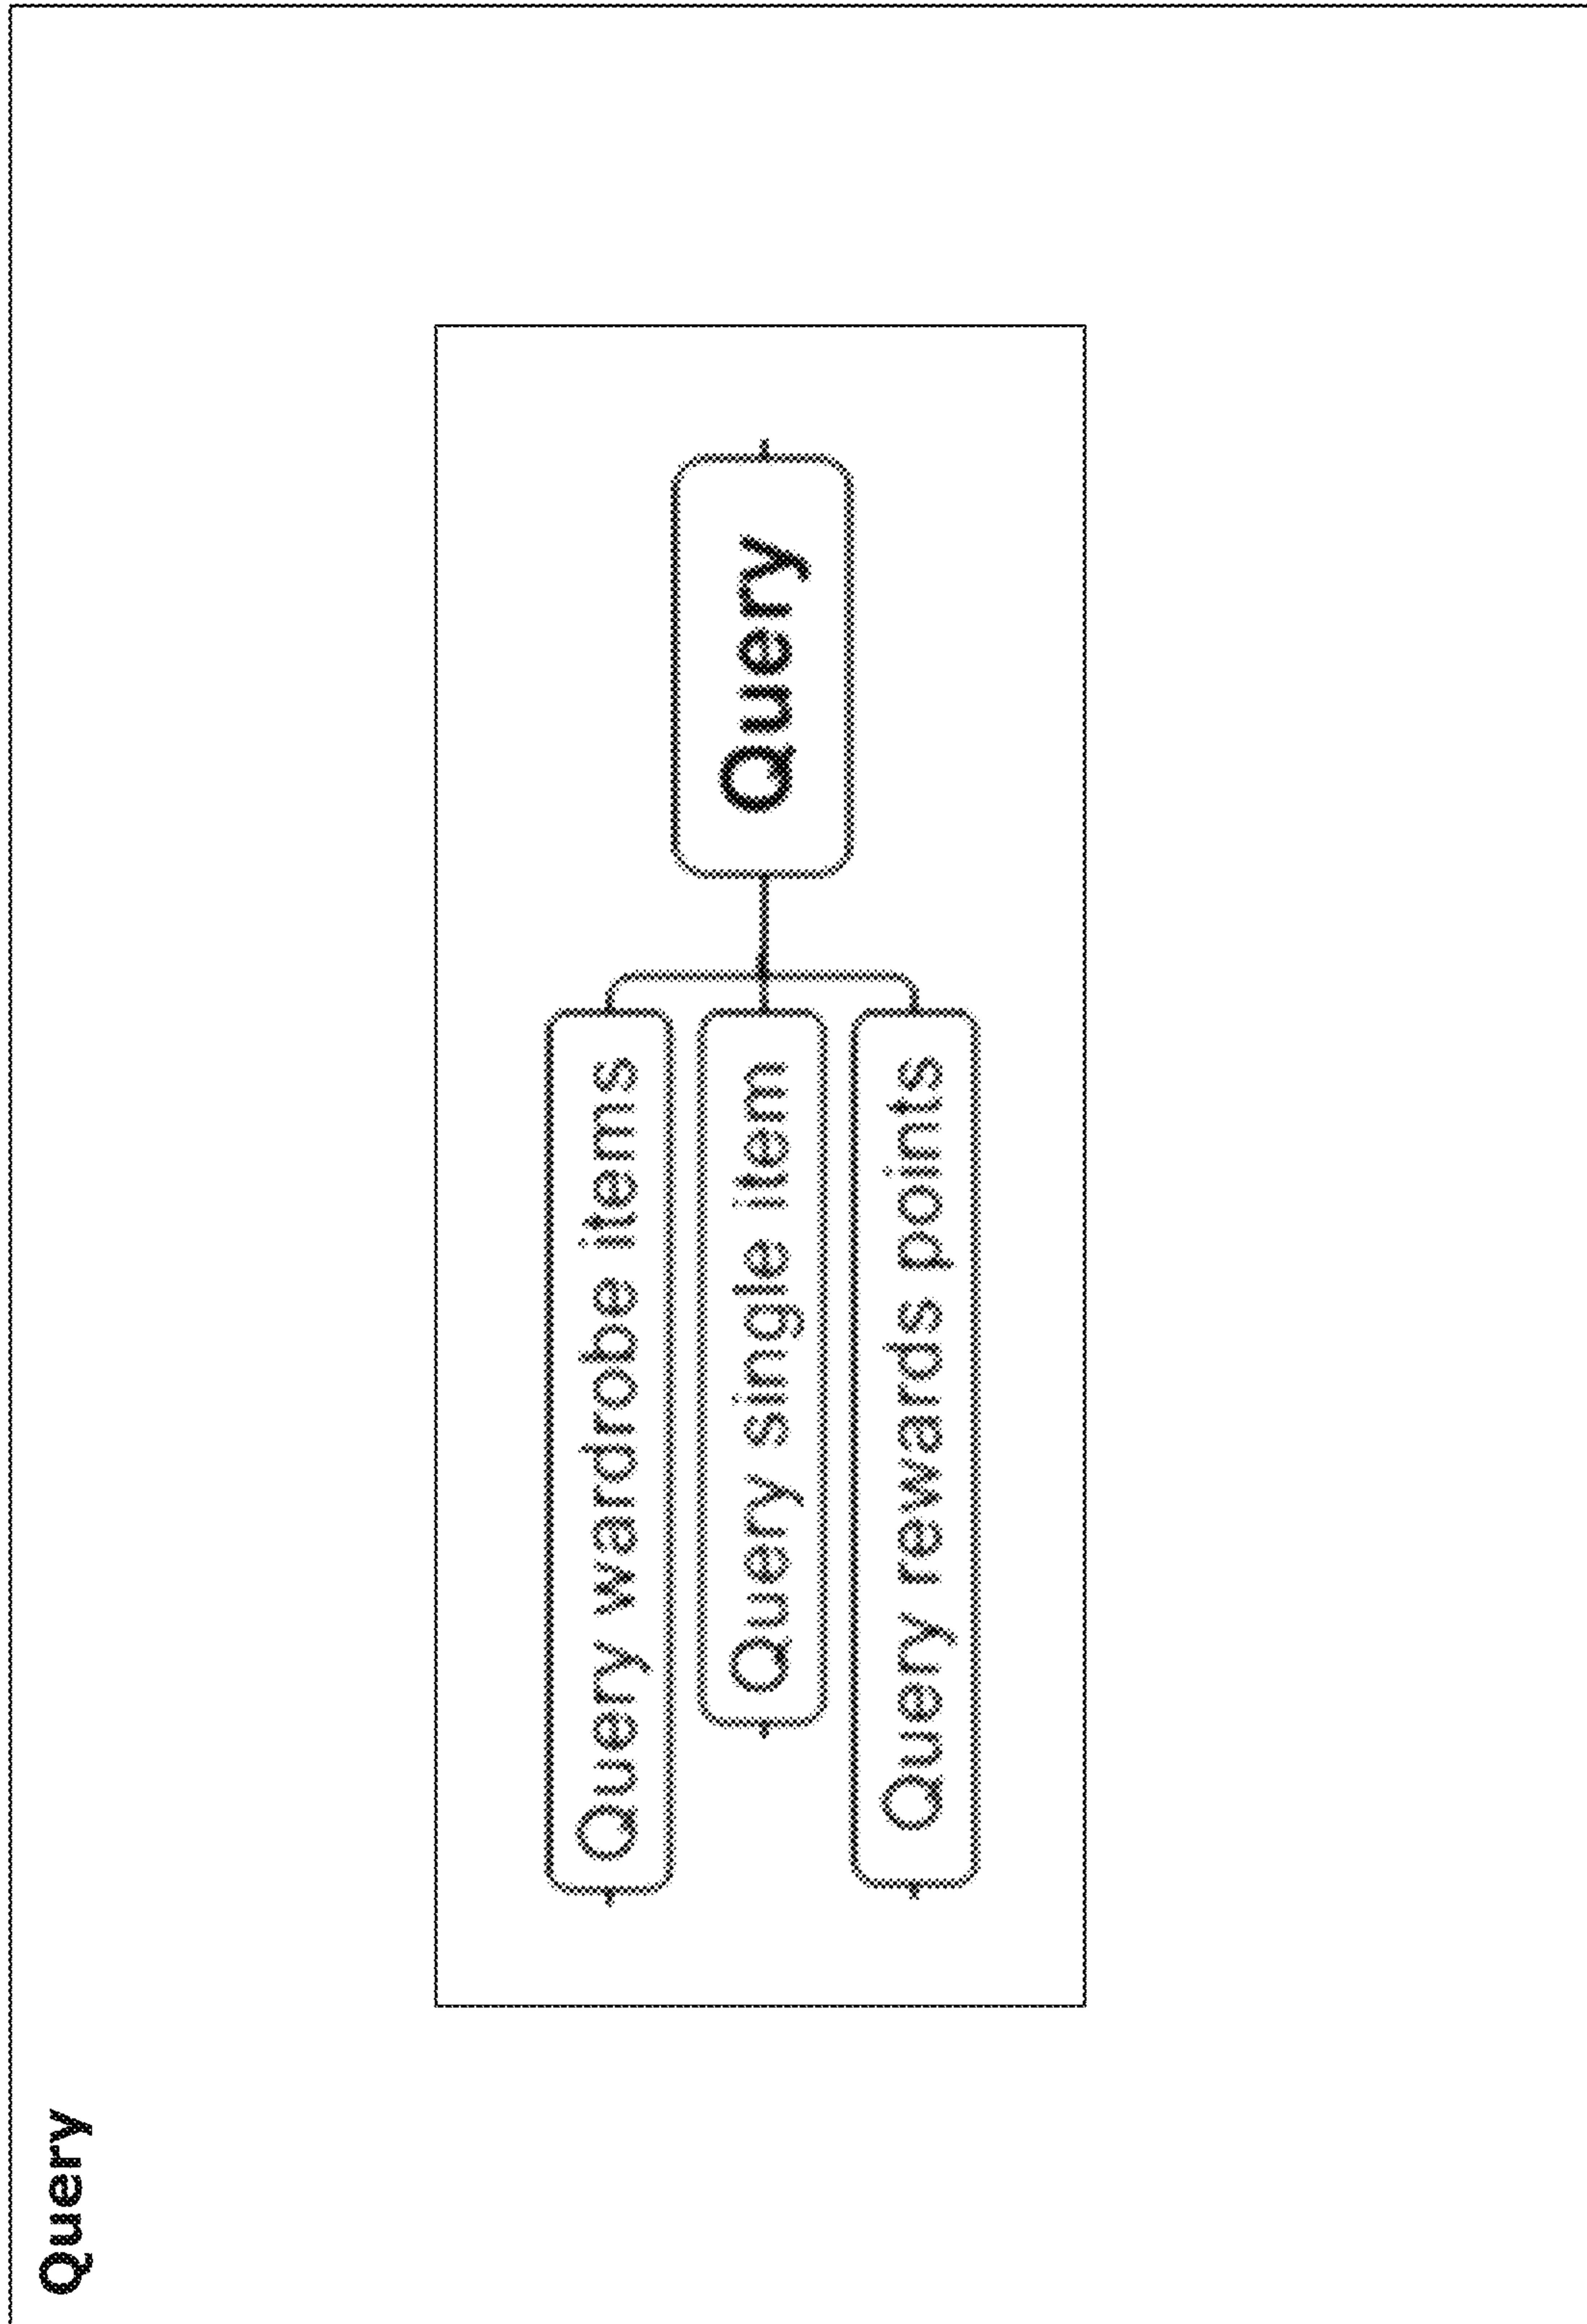 Query
Query wardrobe items
Query single item
Query rewards points
Query